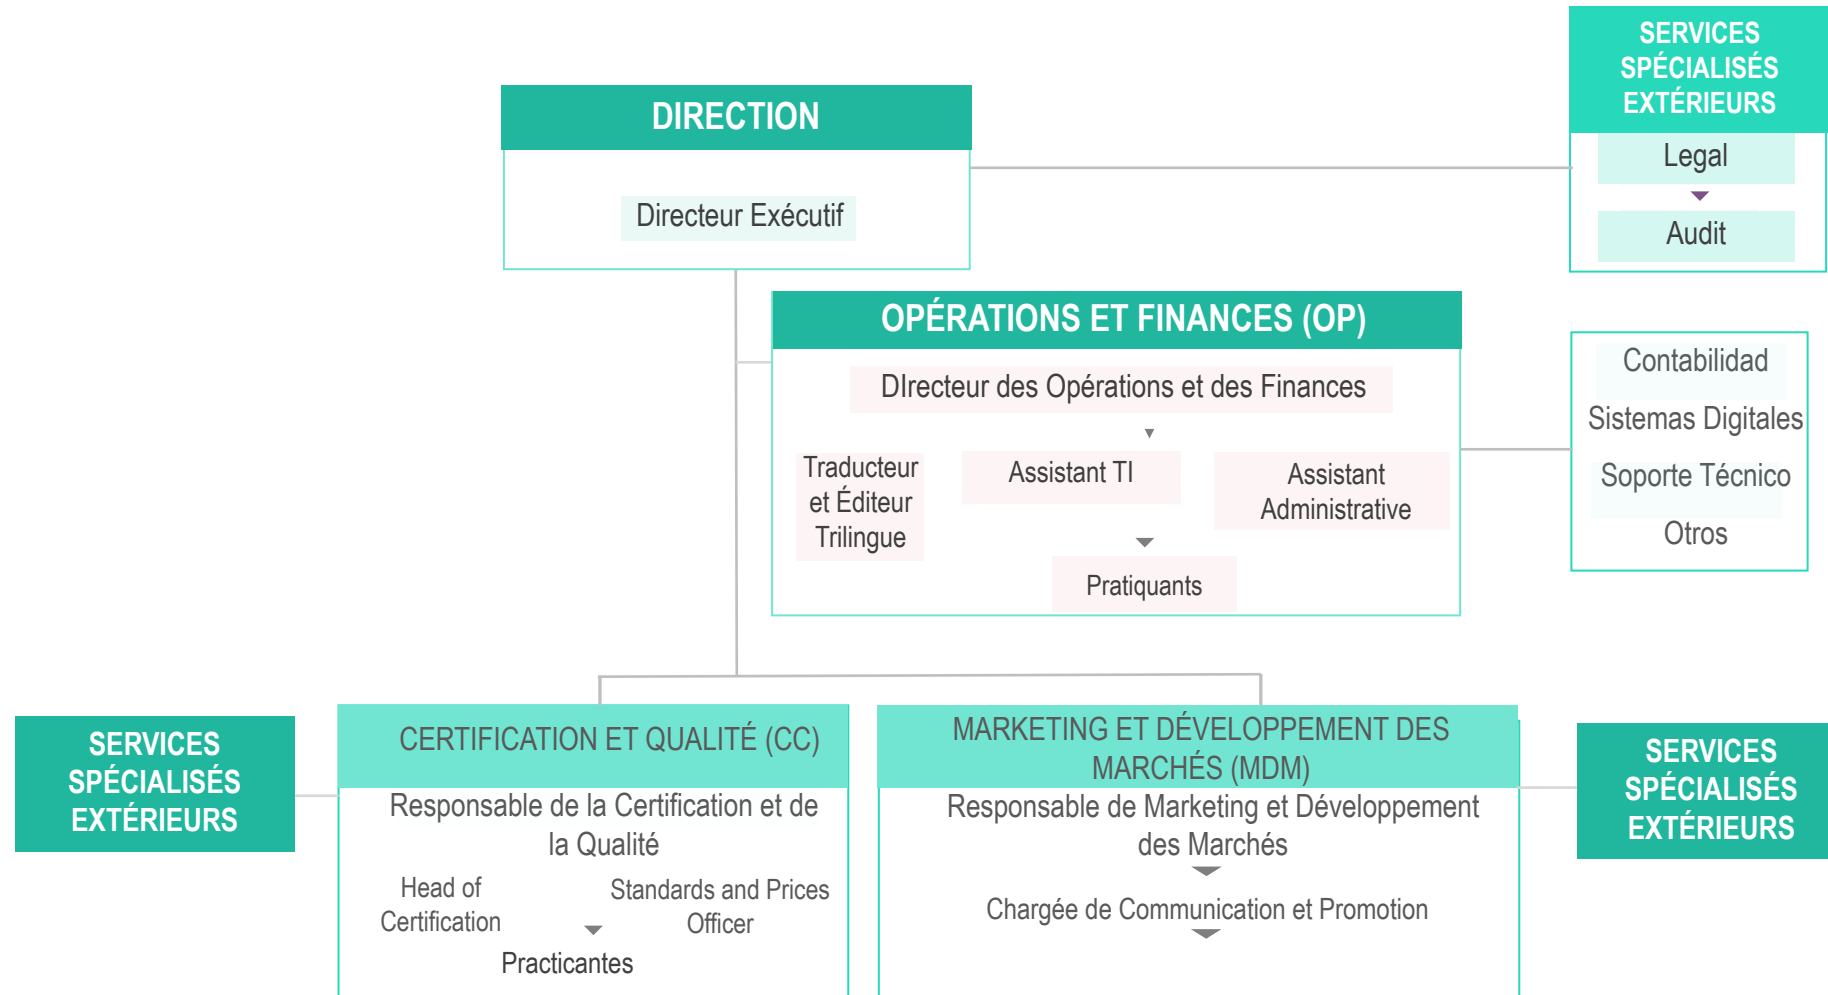 SERVICES
SPÉCIALISÉS
EXTÉRIEURS
Legal
Audit
DIRECTION
Directeur Exécutif
OPÉRATIONS ET FINANCES (OP)
DIrecteur des Opérations et des Finances
Traducteur
et Éditeur
Trilingue
Assistant TI
Assistant
Administrative
Pratiquants
Contabilidad
Sistemas Digitales
Soporte Técnico
Otros
SERVICES
SPÉCIALISÉS
EXTÉRIEURS
CERTIFICATION ET QUALITÉ (CC)
Responsable de la Certification et de
la Qualité
Head of
Certification
Standards and Prices
Officer
Practicantes
MARKETING ET DÉVELOPPEMENT DES
MARCHÉS (MDM)
Responsable de Marketing et Développement
des Marchés
Chargée de Communication et Promotion
SERVICES
SPÉCIALISÉS
EXTÉRIEURS